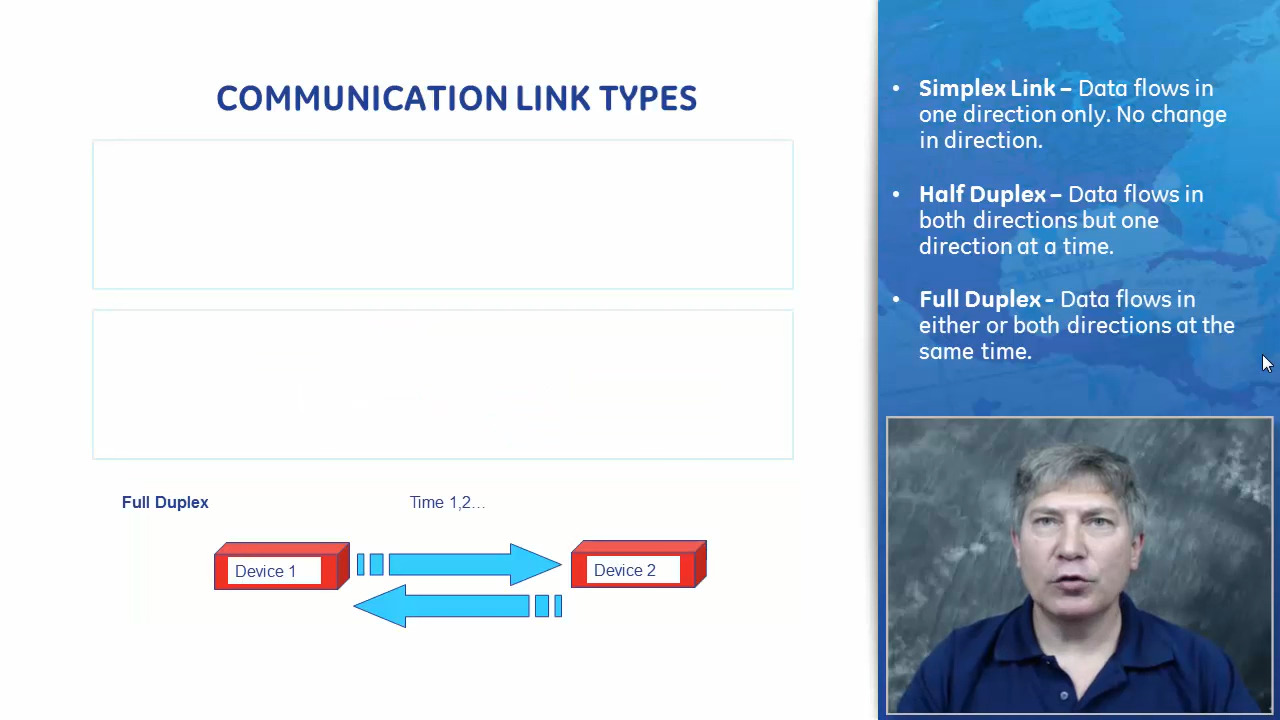 COMMUNICATION LINK TYPES
Full Duplex
Time 1,2...
Device 1
Device 2
• Simplex Link – Data flows in
one direction only. No change
in direction.
• Half Duplex – Data flows in
both directions but one
direction at a time.
• Full Duplex - Data flows in
either or both directions at the
same time.